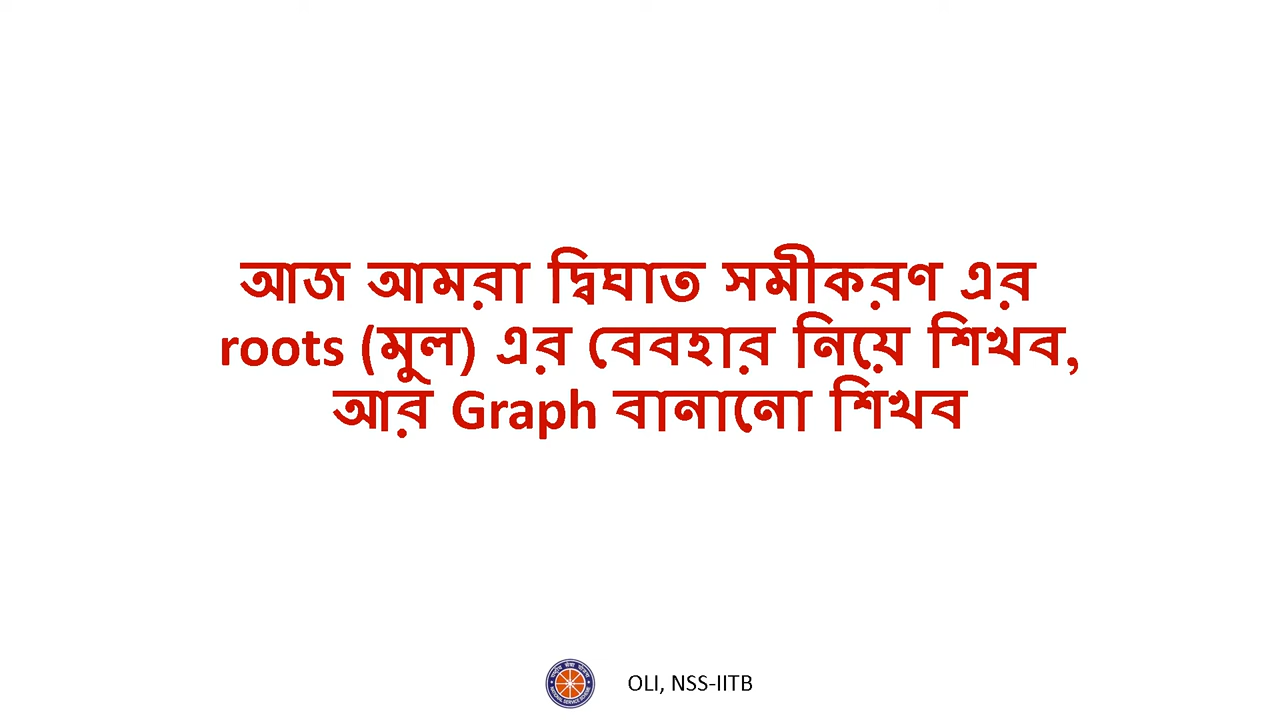 আজ আমরা দ্বিঘাত সমীকরণ এর
roots (মুল) এর বেবহার নিয়ে শিখব,
আর Graph বানানো শিখব
OLI, NSS-IITB